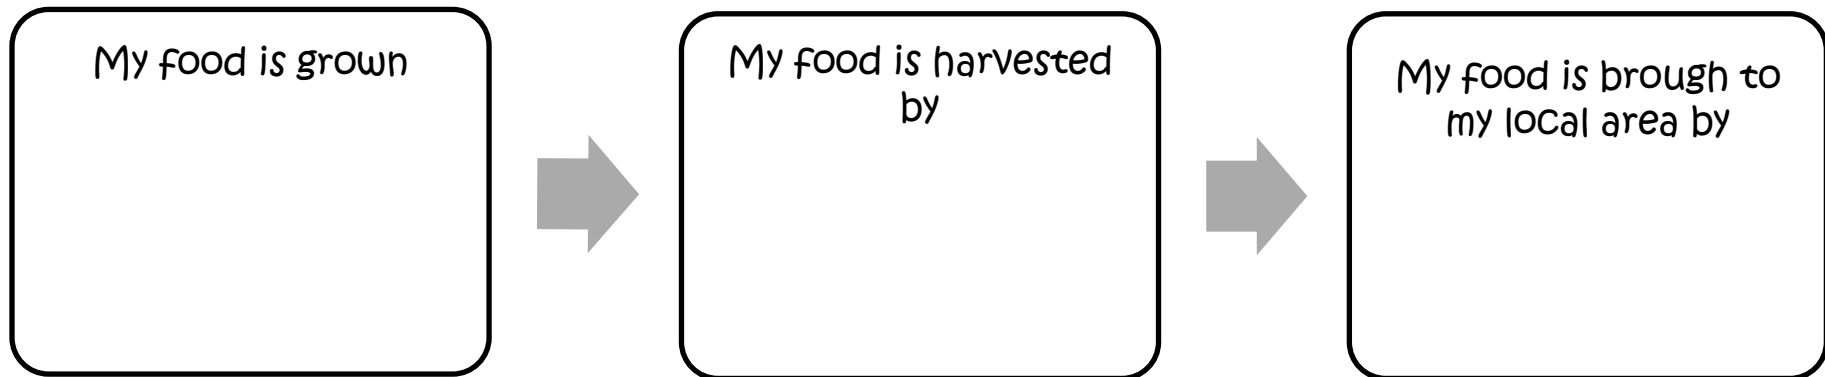 My food is grown
My food is harvested
by
My food is brough to
my local area by